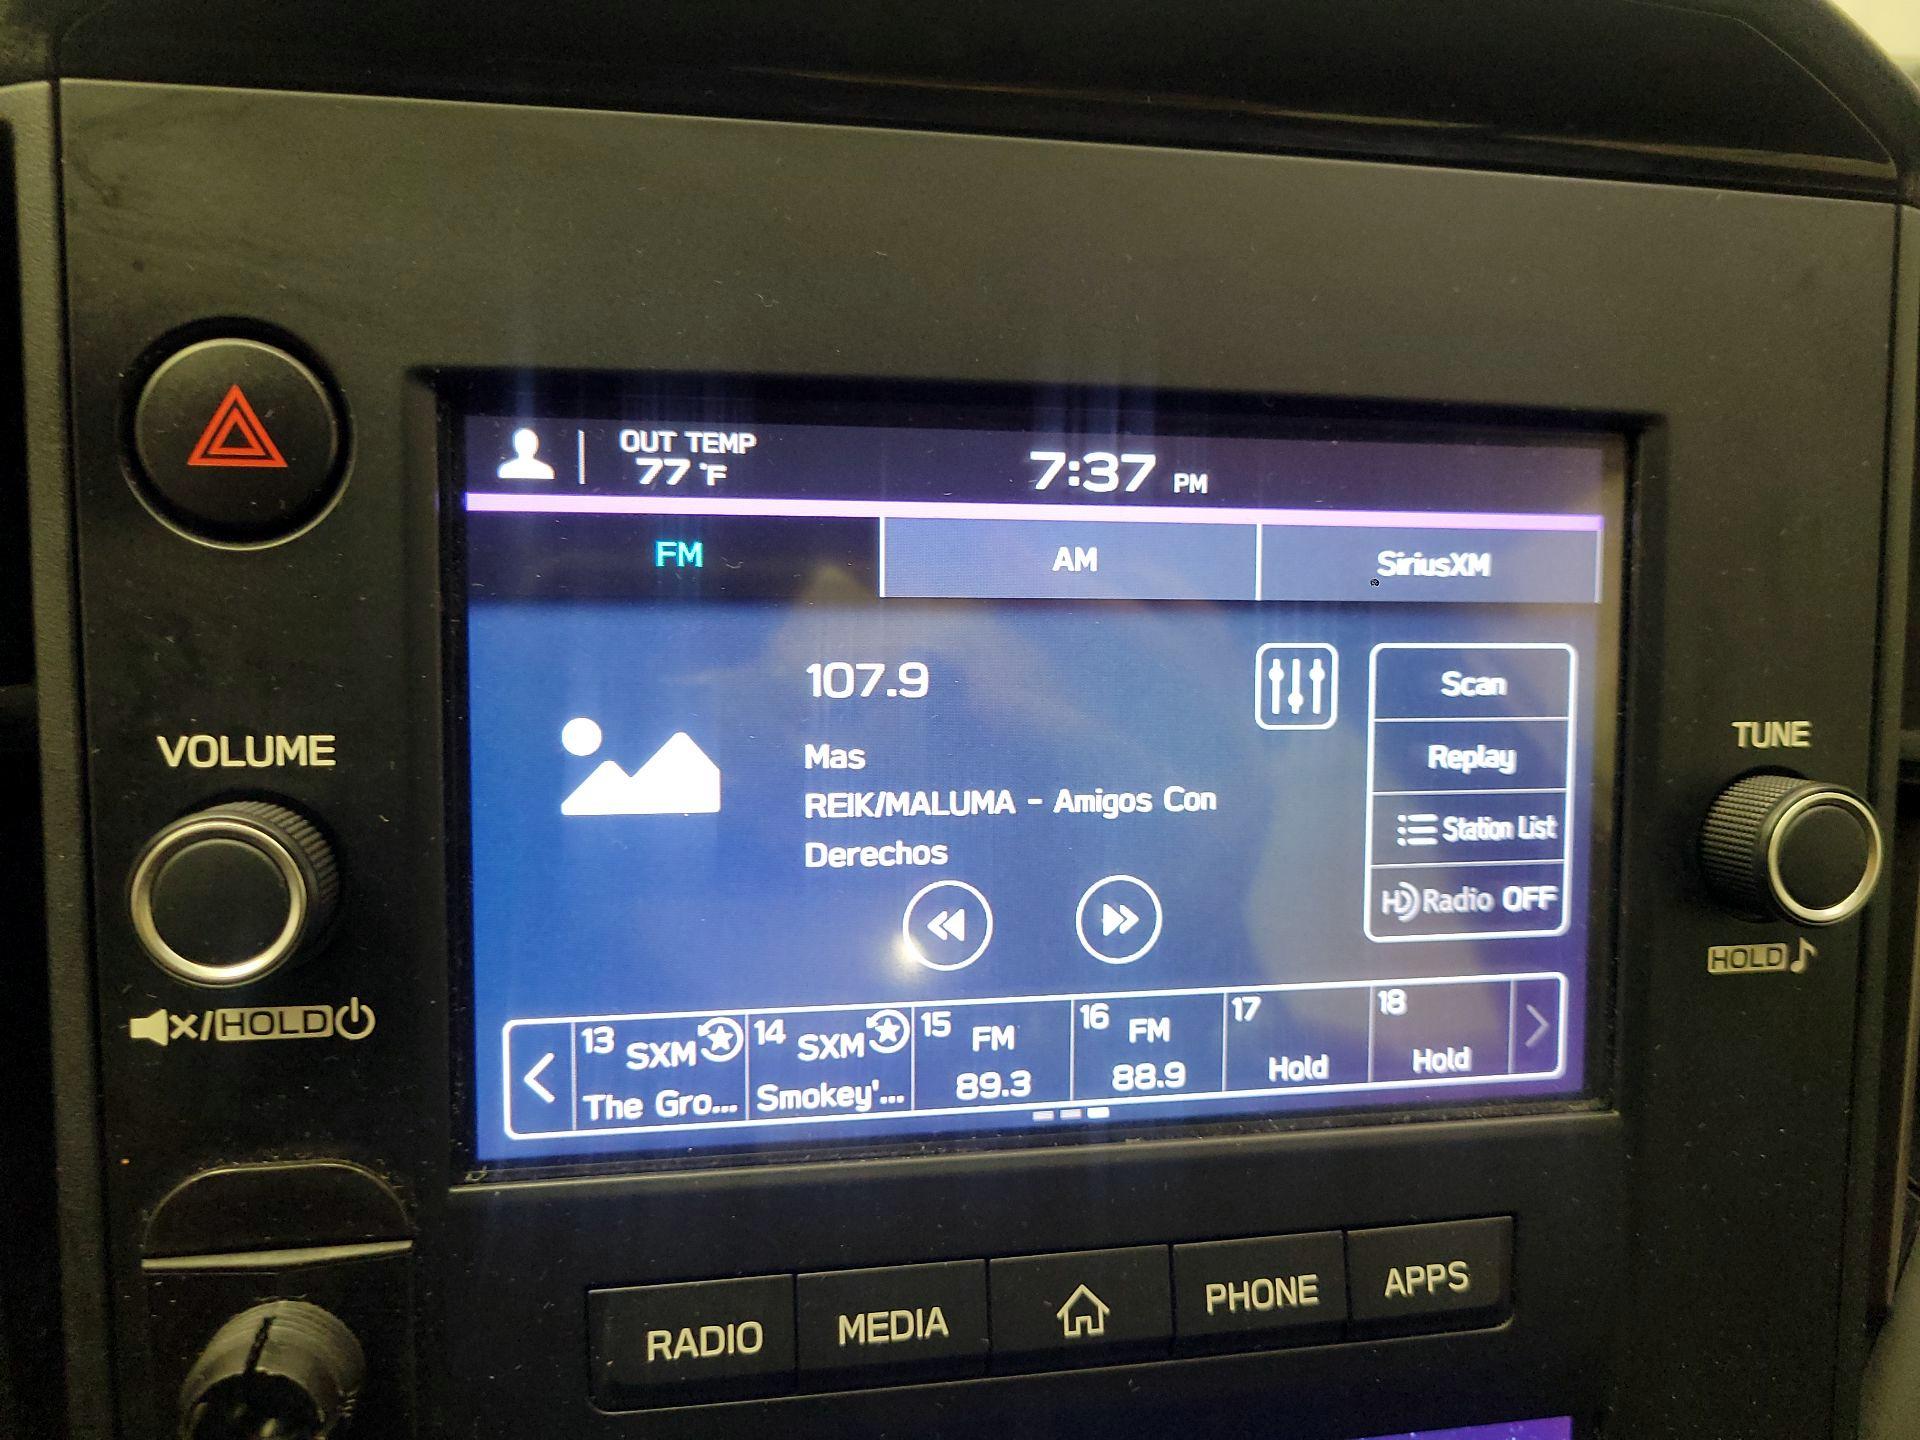 OUT TEMP
77 °F
7:37 PM
FM
AM
SiriusXM
107.9
Mas
REIK/MALUMA - Amigos Con
Derechos
Scan
Replay
Station List
HD Radio OFF
13 SXM
The Gro...
14 SXM
Smokey'...
15 FM
89.3
16 FM
88.9
17
Hold
18
Hold
VOLUME
/HOLD
TUNE
HOLD
RADIO
MEDIA
PHONE
APPS